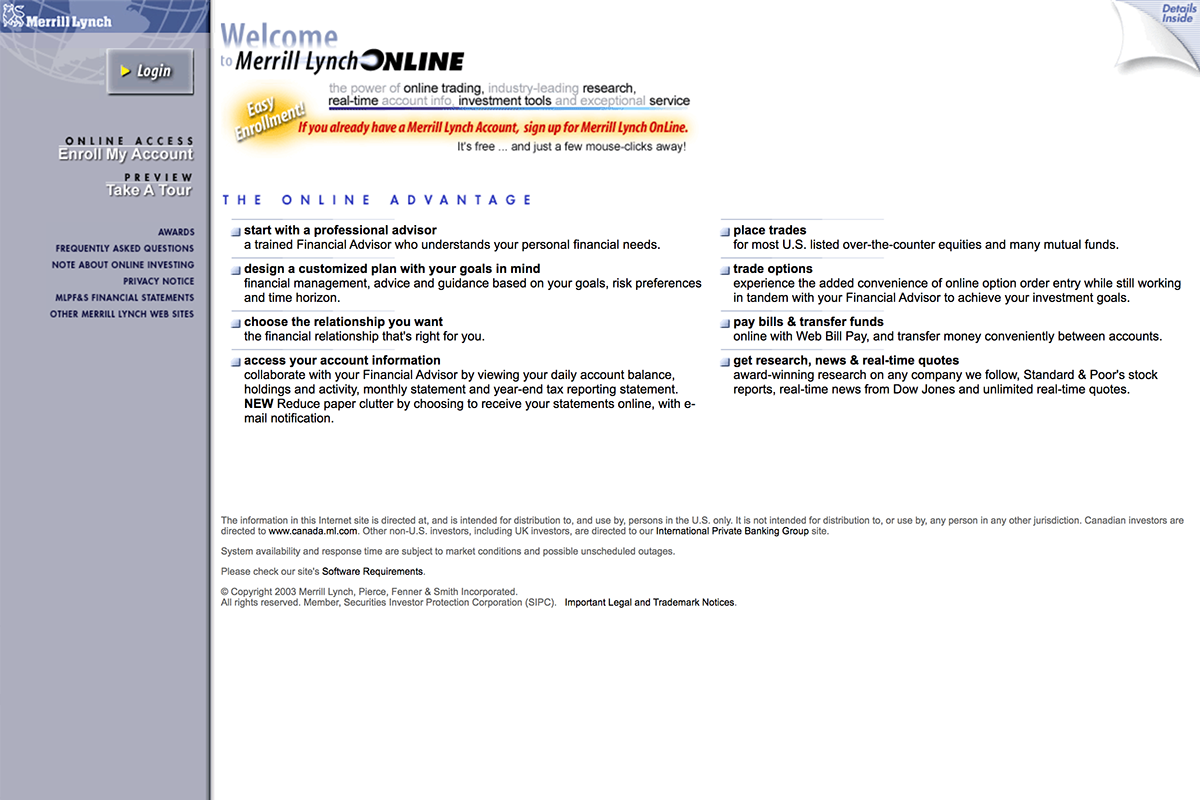 Merrill Lynch
Login
ONLINE ACCESS
Enroll My Account
PREVIEW
Take A Tour
AWARDS
FREQUENTLY ASKED QUESTIONS
NOTE ABOUT ONLINE INVESTING
PRIVACY NOTICE
MLPF&S FINANCIAL STATEMENTS
OTHER MERRILL LYNCH WEB SITES
Details
Inside
Welcome
to Merrill Lynch ONLINE
the power of online trading, industry-leading research,
real-time account info, investment tools and exceptional service
Easy
Enrollment!
If you already have a Merrill Lynch Account, sign up for Merrill Lynch OnLine.
It's free ... and just a few mouse-clicks away!
THE ONLINE ADVANTAGE
start with a professional advisor
a trained Financial Advisor who understands your personal financial needs.
design a customized plan with your goals in mind
financial management, advice and guidance based on your goals, risk preferences
and time horizon.
choose the relationship you want
the financial relationship that's right for you.
access your account information
collaborate with your Financial Advisor by viewing your daily account balance,
holdings and activity, monthly statement and year-end tax reporting statement.
NEW Reduce paper clutter by choosing to receive your statements online, with e-
mail notification.
place trades
for most U.S. listed over-the-counter equities and many mutual funds.
trade options
experience the added convenience of online option order entry while still working
in tandem with your Financial Advisor to achieve your investment goals.
pay bills & transfer funds
online with Web Bill Pay, and transfer money conveniently between accounts.
get research, news & real-time quotes
award-winning research on any company we follow, Standard & Poor's stock
reports, real-time news from Dow Jones and unlimited real-time quotes.
The information in this Internet site is directed at, and is intended for distribution to, and use by, persons in the U.S. only. It is not intended for distribution to, or use by, any person in any other jurisdiction. Canadian investors are
directed to www.canada.ml.com. Other non-U.S. investors, including UK investors, are directed to our International Private Banking Group site.
System availability and response time are subject to market conditions and possible unscheduled outages.
Please check our site's Software Requirements.
© Copyright 2003 Merrill Lynch, Pierce, Fenner & Smith Incorporated.
All rights reserved. Member, Securities Investor Protection Corporation (SIPC). Important Legal and Trademark Notices.